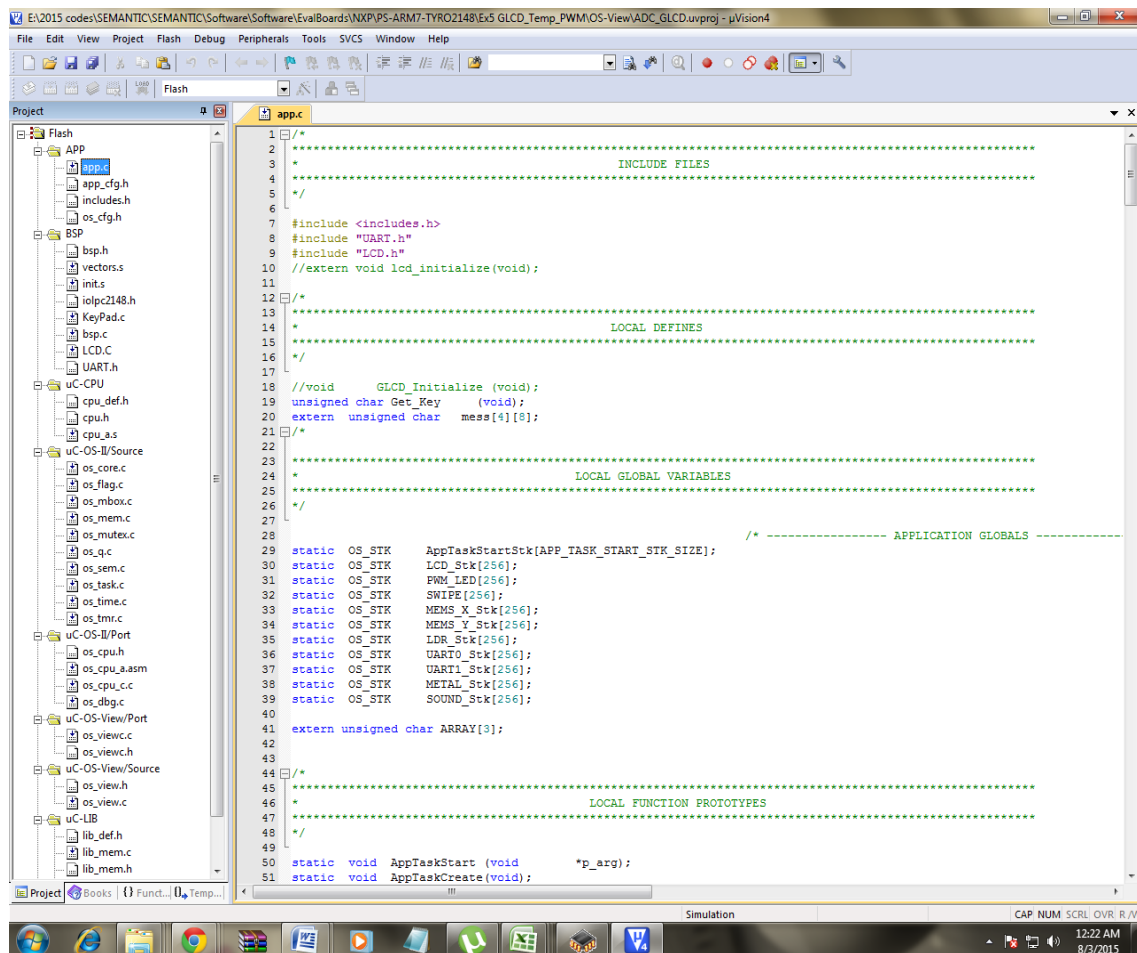 E:\2015 codes\SEMANTIC\SEMANTIC\Software\Software\EvalBoards\NXP\PS-ARM7-TYRO2148\Ex5 GLCD_Temp_PWM\OS-View\ADC_GLCD.uvproj - µVision4
File Edit View Project Flash Debug Peripherals Tools SVCS Window Help
LOAD Flash
Project
app.c
Flash
APP
app.c
app_cfg.h
includes.h
os_cfg.h
BSP
bsp.h
vectors.s
init.s
iolpc2148.h
KeyPad.c
bsp.c
LCD.C
UART.h
uC-CPU
cpu_def.h
cpu.h
cpu_a.s
uC-OS-II/Source
os_core.c
os_flag.c
os_mbox.c
os_mem.c
os_mutex.c
os_q.c
os_sem.c
os_task.c
os_time.c
os_tmr.c
uC-OS-II/Port
os_cpu.h
os_cpu_a.asm
os_cpu_c.c
os_dbg.c
uC-OS-View/Port
os_viewc.c
os_viewc.h
uC-OS-View/Source
os_view.h
os_view.c
uC-LIB
lib_def.h
lib_mem.c
lib_mem.h
Project Books {} Funct... 0 Temp...
1 /*
2 *********************************************************************************************************
3 * INCLUDE FILES
4 *********************************************************************************************************
5 */
6
7 #include <includes.h>
8 #include "UART.h"
9 #include "LCD.h"
10 //extern void lcd_initialize(void);
11
12 /*
13 *********************************************************************************************************
14 * LOCAL DEFINES
15 *********************************************************************************************************
16 */
17
18 //void GLCD_Initialize (void);
19 unsigned char Get_Key (void);
20 extern unsigned char mess[4][8];
21 /*
22
23 *********************************************************************************************************
24 * LOCAL GLOBAL VARIABLES
25 *********************************************************************************************************
26 */
27
28 /* ----------------- APPLICATION GLOBALS -------------
29 static OS_STK AppTaskStartStk[APP_TASK_START_STK_SIZE];
30 static OS_STK LCD_Stk[256];
31 static OS_STK PWM_LED[256];
32 static OS_STK SWIPE[256];
33 static OS_STK MEMS_X_Stk[256];
34 static OS_STK MEMS_Y_Stk[256];
35 static OS_STK LDR_Stk[256];
36 static OS_STK UART0_Stk[256];
37 static OS_STK UART1_Stk[256];
38 static OS_STK METAL_Stk[256];
39 static OS_STK SOUND_Stk[256];
40
41 extern unsigned char ARRAY[3];
42
43
44 /*
45 *********************************************************************************************************
46 * LOCAL FUNCTION PROTOTYPES
47 *********************************************************************************************************
48 */
49
50 static void AppTaskStart (void *p_arg);
51 static void AppTaskCreate(void);
Simulation CAP NUM SCRL OVR R /W
12:22 AM
8/3/2015